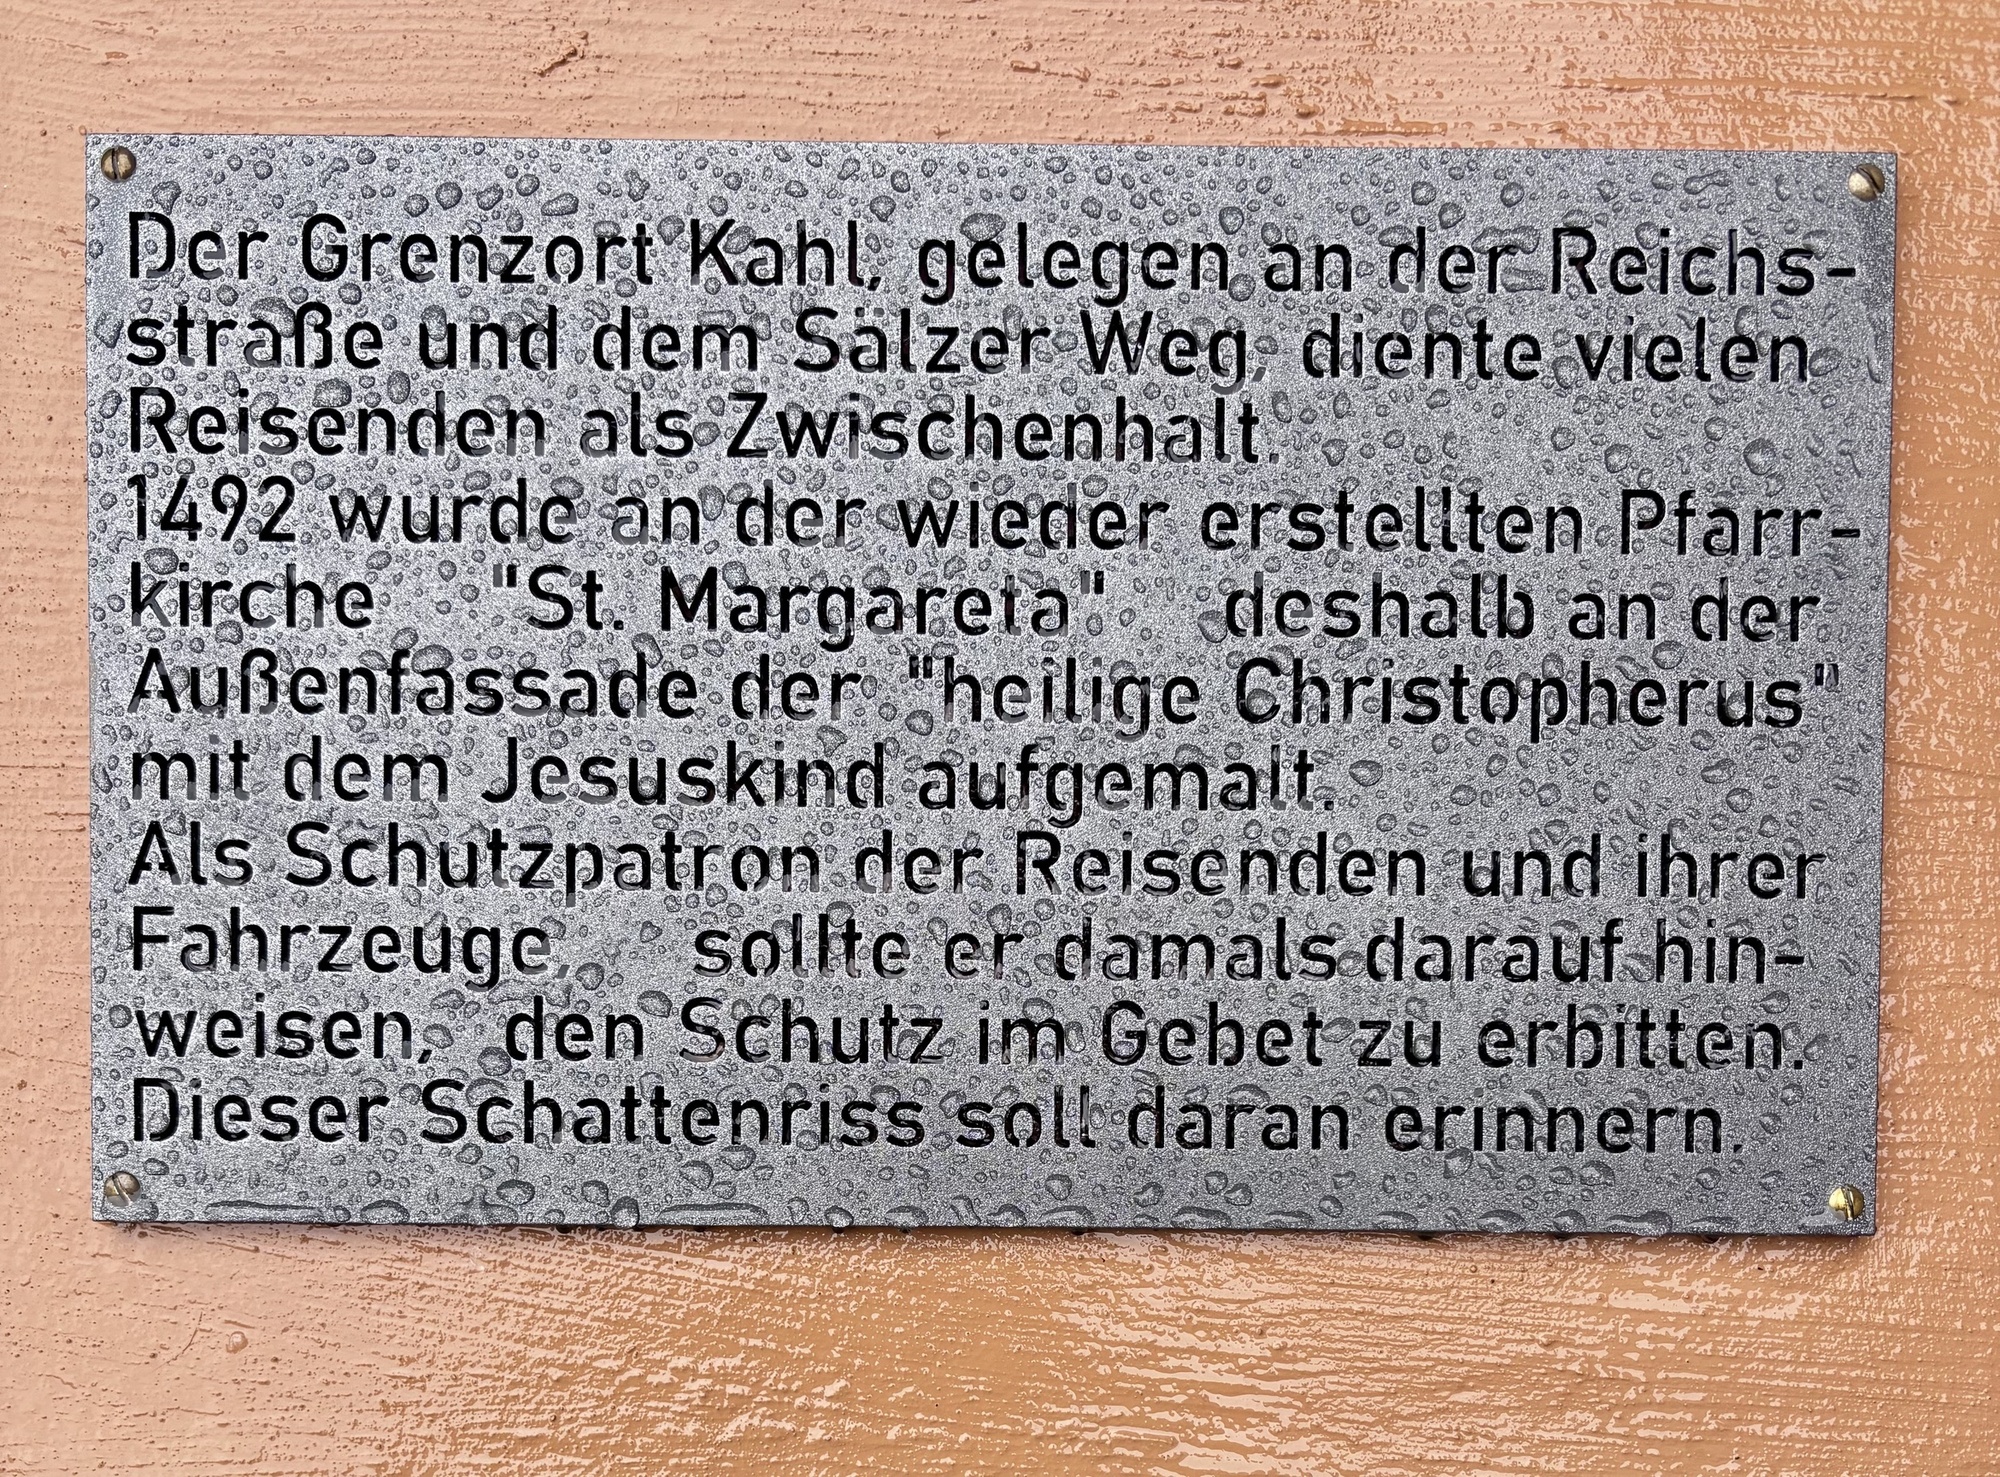 Der Grenzort Kahl, gelegen an der Reichs-
straße und dem Sälzer Weg, diente vielen
Reisenden als Zwischenhalt.
1492 wurde an der wieder erstellten Pfarr-
kirche "St. Margareta" deshalb an der
Außenfassade der "heilige Christopherus"
mit dem Jesuskind aufgemalt.
Als Schutzpatron der Reisenden und ihrer
Fahrzeuge, sollte er damals darauf hin-
weisen, den Schutz im Gebet zu erbitten.
Dieser Schattenriss soll daran erinnern.